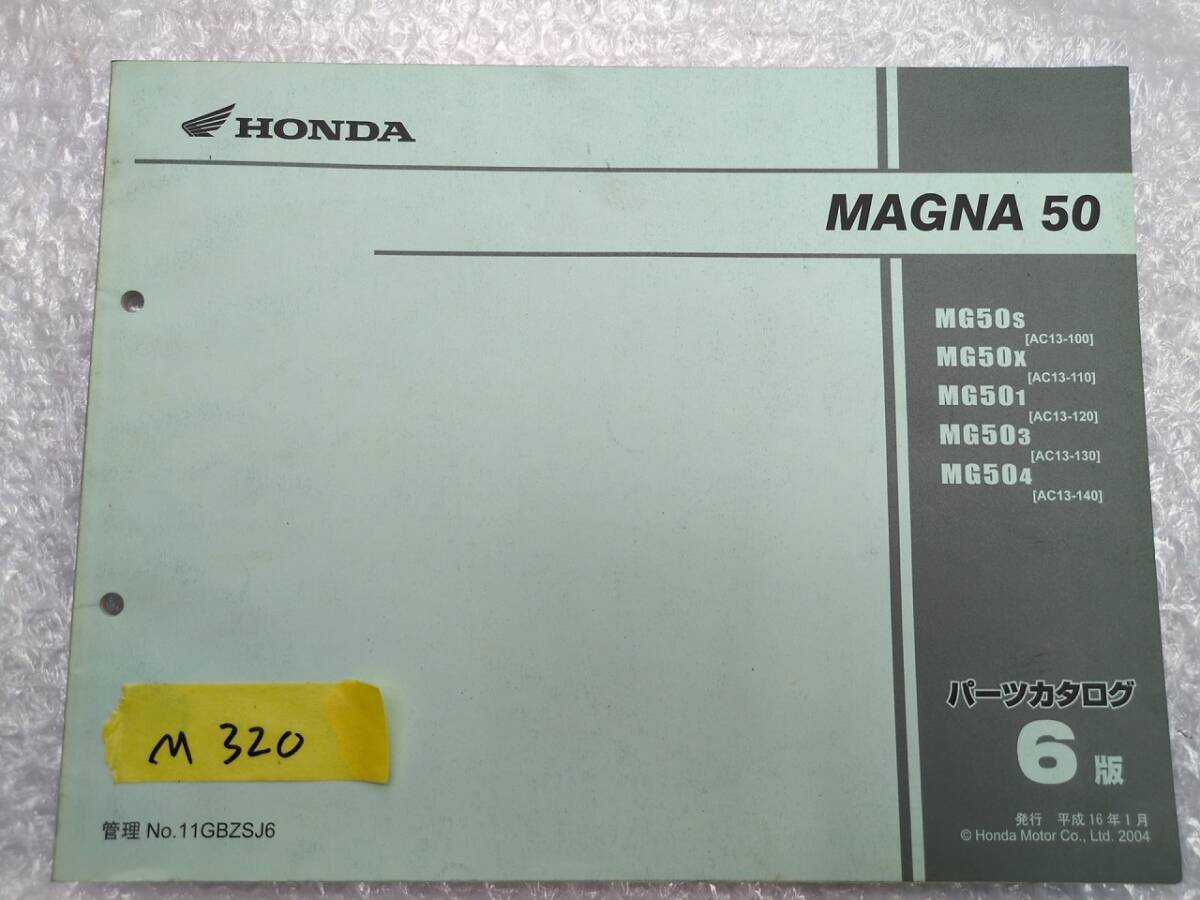 HONDA
MAGNA 50
MG50S
[AC13-100]
MG50X
[AC13-110]
MG501
[AC13-120]
MG503
[AC13-130]
MG504
[AC13-140]
パーツカタログ
6版
発行 平成16年1月
© Honda Motor Co., Ltd. 2004
M 320
管理 No.11GBZSJ6